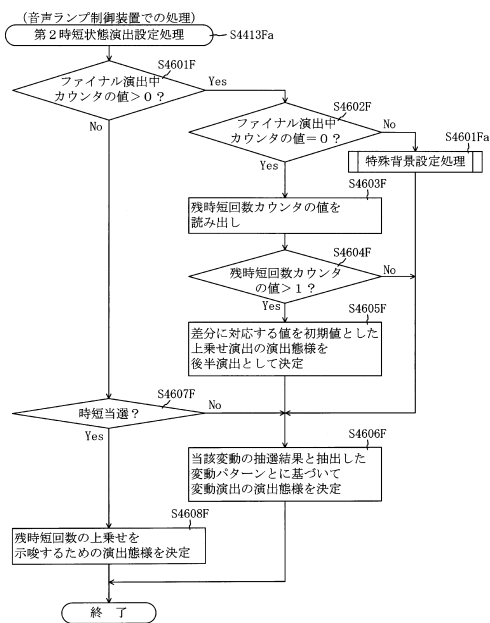 (音声ランプ制御装置での処理)
第2時短状態演出設定処理
S4413Fa
S4601F
ファイナル演出中
カウンタの値>0?
Yes
No
S4602F
ファイナル演出中
カウンタの値=0?
No
Yes
S4601Fa
特殊背景設定処理
S4603F
残時短回数カウンタの値を
読み出し
S4604F
残時短回数カウンタ
の値>1?
No
Yes
S4605F
差分に対応する値を初期値とした
上乗せ演出の演出態様を
後半演出として決定
S4607F
時短当選?
No
Yes
S4606F
当該変動の抽選結果と抽出した
変動パターンとに基づいて
変動演出の演出態様を決定
S4608F
残時短回数の上乗せを
示唆するための演出態様を決定
終 了